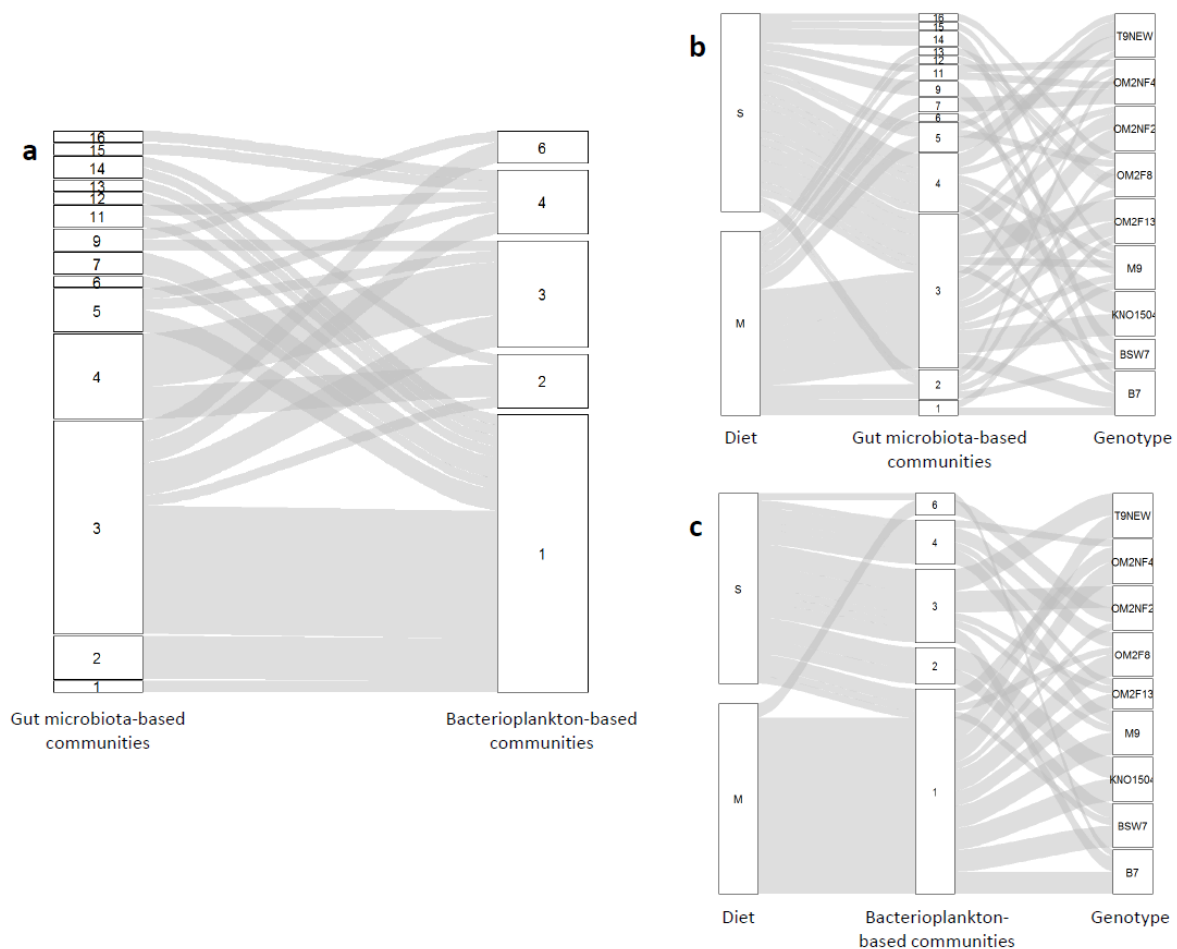 a
16
15
14
13
12
11
9
7
6
5
4
3
2
1
6
4
3
2
1
Gut microbiota-based
communities
Bacterioplankton-based
communities
b
S
M
16
15
14
13
12
11
9
7
6
5
4
3
2
1
T9NEW
OM2NF4
OM2NF2
OM2F8
OM2F13
M9
KNO1504
BSW7
B7
Diet
Gut microbiota-based
communities
Genotype
c
S
M
6
4
3
2
1
T9NEW
OM2NF4
OM2NF2
OM2F8
OM2F13
M9
KNO1504
BSW7
B7
Diet
Bacterioplankton-
based communities
Genotype